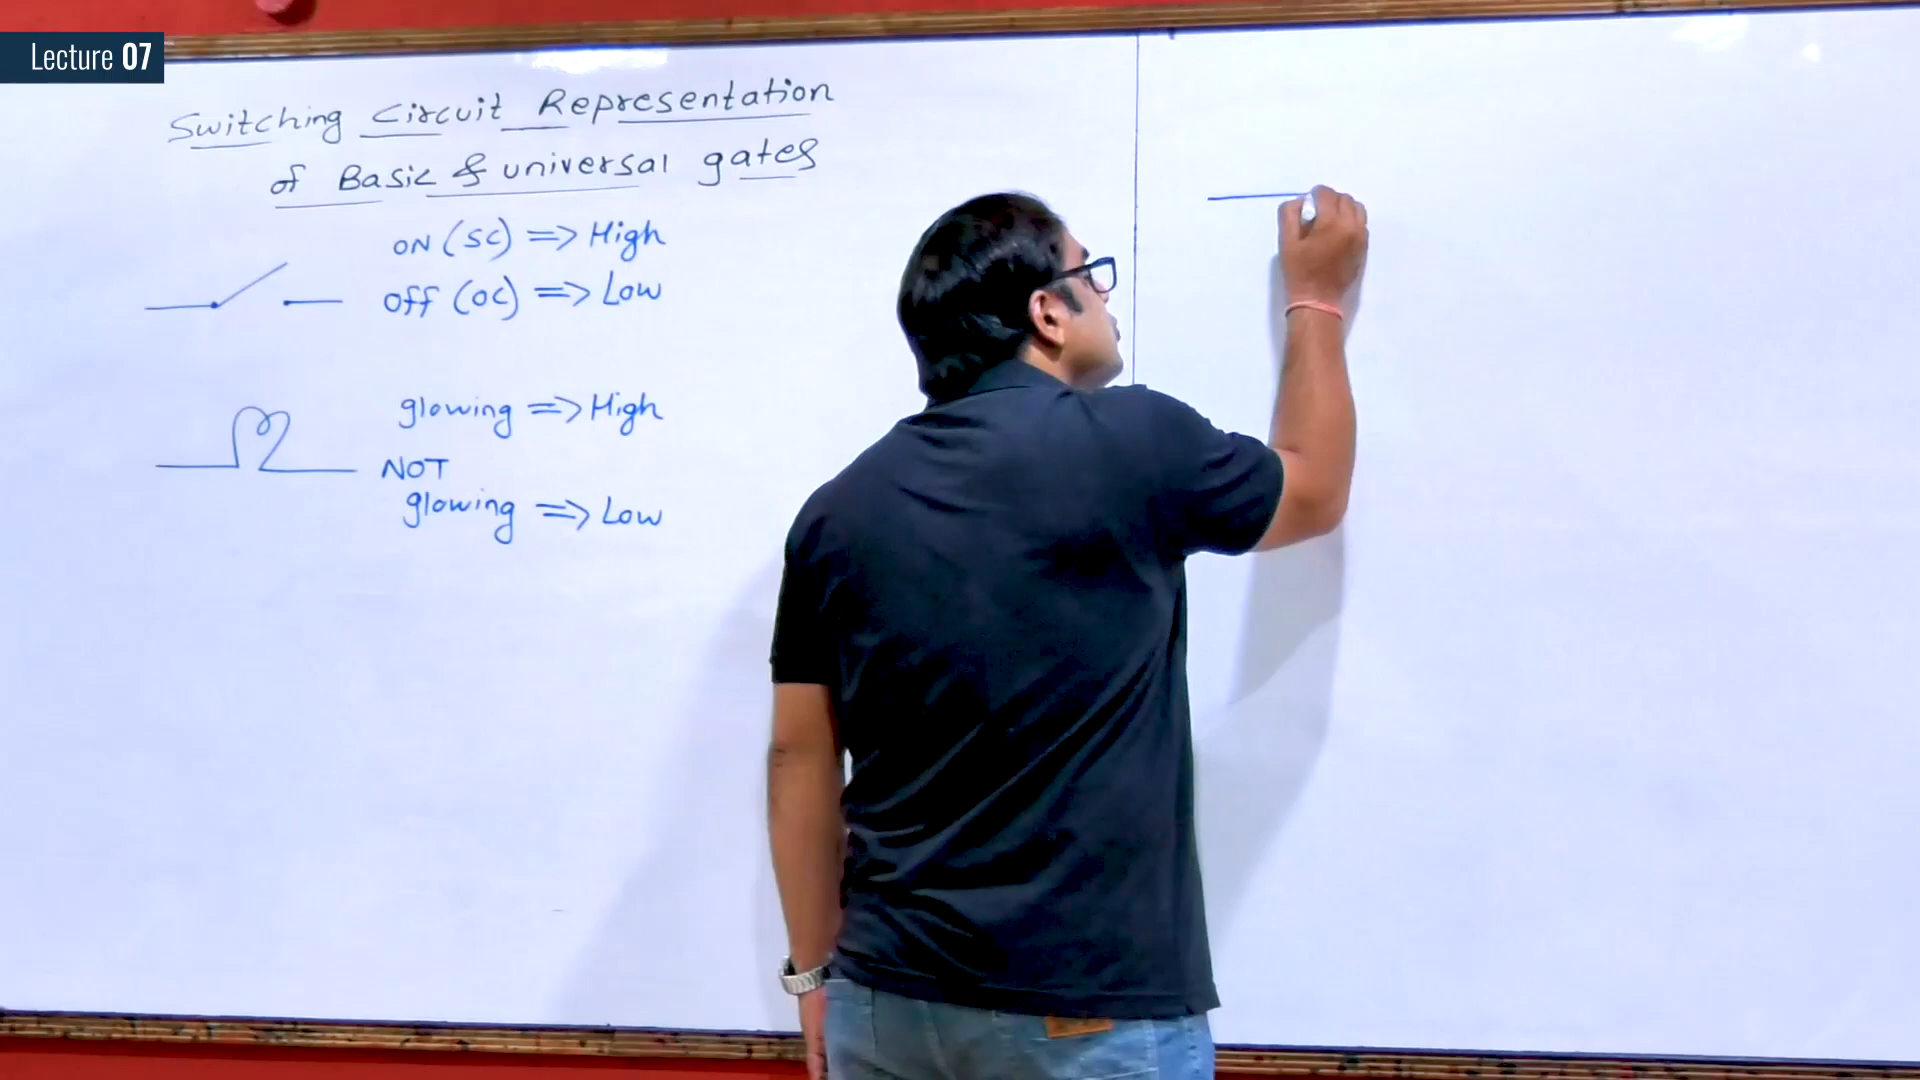 Lecture 07
Switching Circuit Representation
of Basic & universal gates
ON (SC) => High
Off (OC) => Low
glowing => High
NOT
glowing => Low